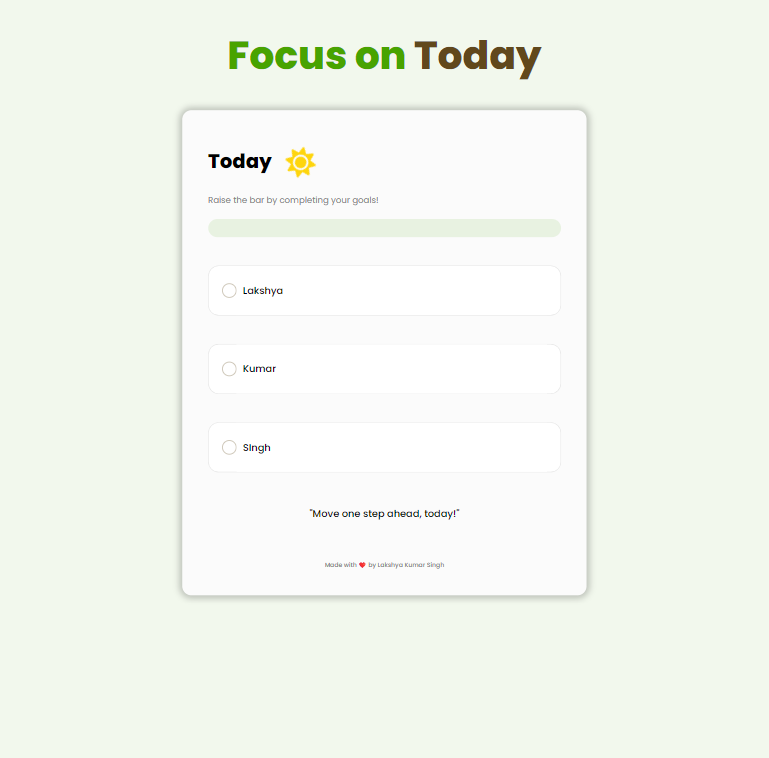 Focus on Today
Today
Raise the bar by completing your goals!
Lakshya
Kumar
SIngh
"Move one step ahead, today!"
Made with ❤️ by Lakshya Kumar Singh